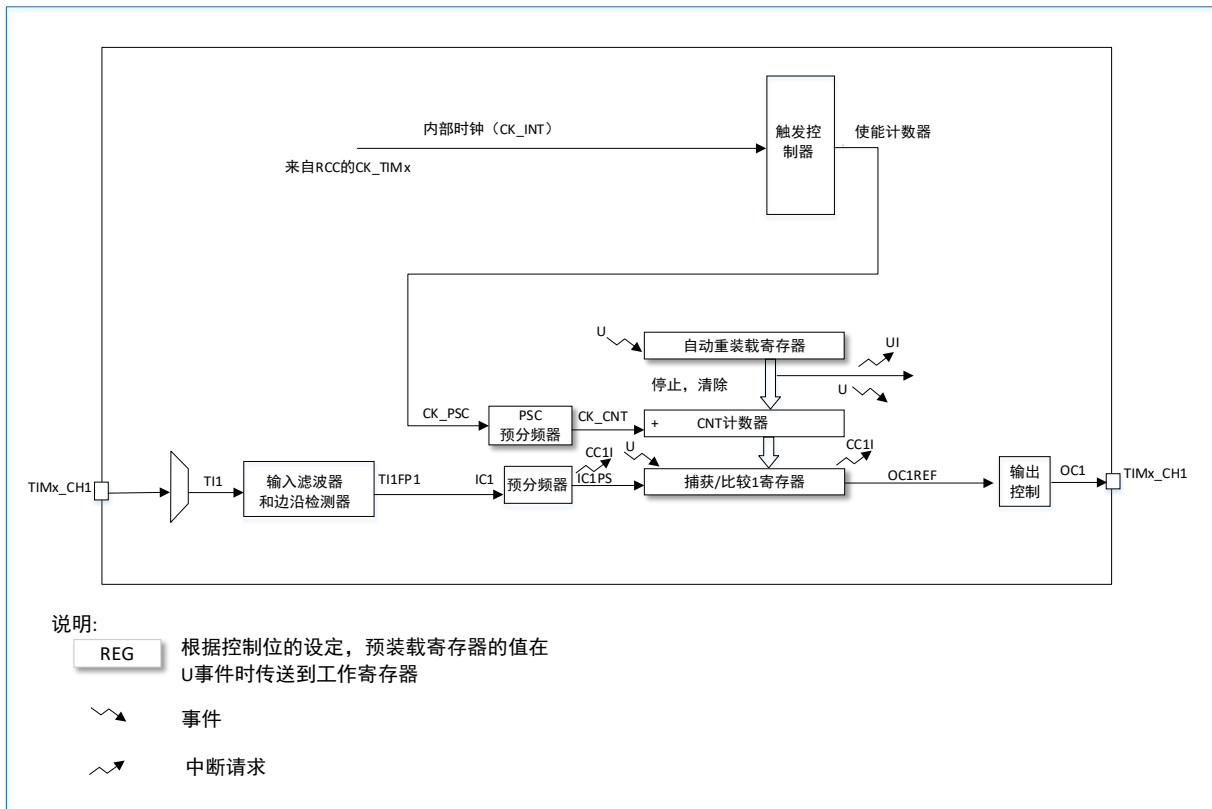 内部时钟（CK_INT）
来自RCC的CK_TIMx
触发控
制器
使能计数器
U
自动重装载寄存器
UI
停止，清除
U
CK_PSC
PSC
预分频器
CK_CNT
+
CNT计数器
CC1I
U
CC1I
TIMx_CH1
TI1
输入滤波器
和边沿检测器
TI1FP1
IC1
预分频器
IC1PS
捕获/比较1寄存器
OC1REF
输出
控制
OC1
TIMx_CH1
说明:
REG
根据控制位的设定，预装载寄存器的值在
U事件时传送到工作寄存器
事件
中断请求